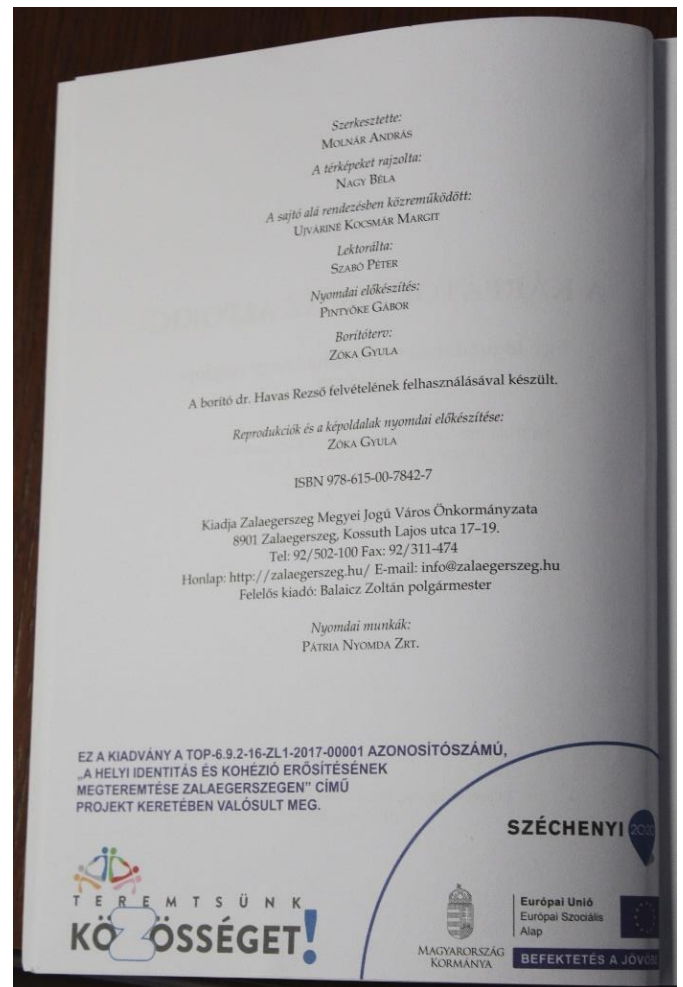 Szerkesztette:
MOLNÁR ANDRÁS
A térképeket rajzolta:
NAGY BÉLA
A sajtó alá rendezésben közreműködött:
UJVÁRINÉ KOCSMÁR MARGIT
Lektorálta:
SZABÓ PÉTER
Nyomdai előkészítés:
PINTYŐKE GÁBOR
Borítóterv:
ZÓKA GYULA
A borító dr. Havas Rezső felvételének felhasználásával készült.
Reprodukciók és a képoldalak nyomdai előkészítése:
ZÓKA GYULA
ISBN 978-615-00-7842-7
Kiadja Zalaegerszeg Megyei Jogú Város Önkormányzata
8901 Zalaegerszeg, Kossuth Lajos utca 17–19.
Tel: 92/502-100 Fax: 92/311-474
Honlap: http://zalaegerszeg.hu/ E-mail: info@zalaegerszeg.hu
Felelős kiadó: Balaicz Zoltán polgármester
Nyomdai munkák:
PÁTRIA NYOMDA ZRT.
EZ A KIADVÁNY A TOP-6.9.2-16-ZL1-2017-00001 AZONOSÍTÓSZÁMÚ,
„A HELYI IDENTITÁS ÉS KOHÉZIÓ ERŐSÍTÉSÉNEK
MEGTEREMTÉSE ZALAEGERSZEGEN” CÍMŰ
PROJEKT KERETÉBEN VALÓSULT MEG.
SZÉCHENYI 2020
TEREMTSÜNK
KÖZÖSSÉGET!
MAGYARORSZÁG
KORMÁNYA
Európai Unió
Európai Szociális
Alap
BEFEKTETÉS A